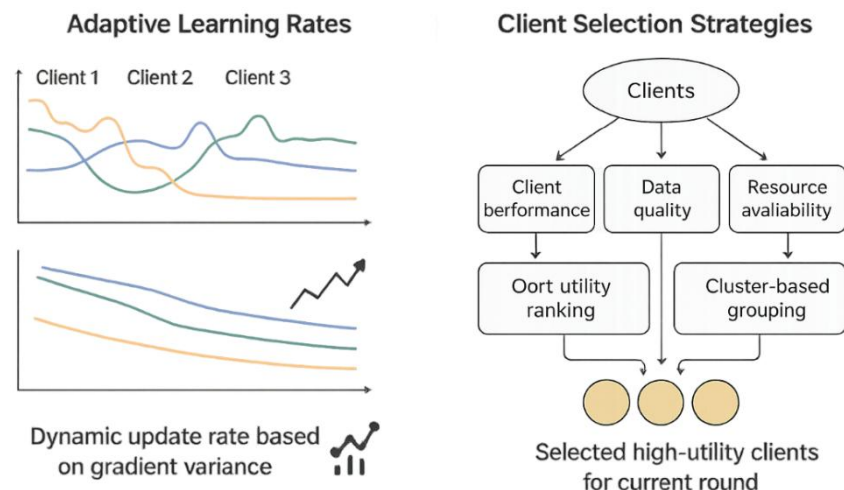 Adaptive Learning Rates
Client 1 Client 2 Client 3
Dynamic update rate based
on gradient variance
Client Selection Strategies
Clients
Client
berformance
Data
quality
Resource
avaliability
Oort utility
ranking
Cluster-based
grouping
Selected high-utility clients
for current round